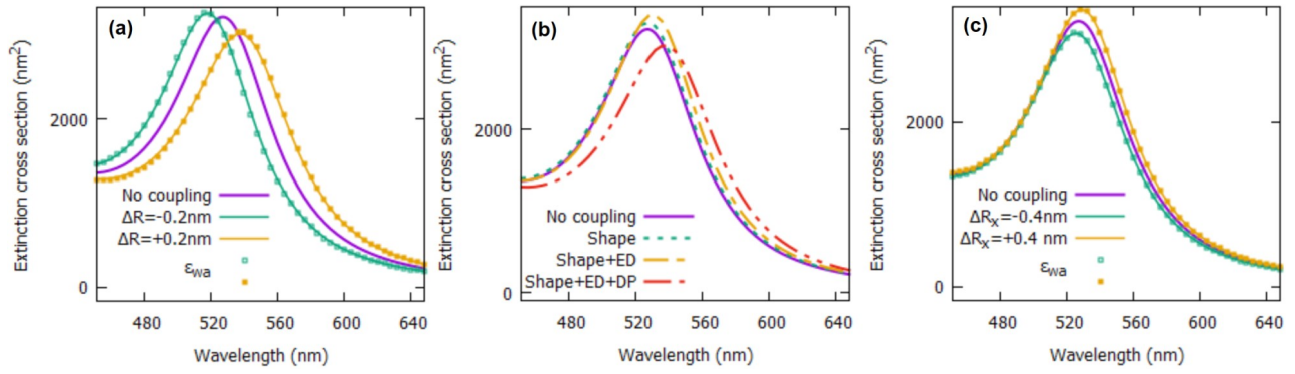 (a)
Extinction cross section (nm²)
2000
0
No coupling
ΔR=-0.2nm
ΔR=+0.2nm
εwa
480 520 560 600 640
Wavelength (nm)
(b)
Extinction cross section (nm²)
2000
0
No coupling
Shape
Shape+ED
Shape+ED+DP
480 520 560 600 640
Wavelength (nm)
(c)
Extinction cross section (nm²)
2000
0
No coupling
ΔRx=-0.4nm
ΔRx=+0.4 nm
εwa
480 520 560 600 640
Wavelength (nm)